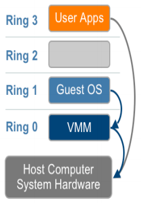 Ring 3 User Apps
Ring 2
Ring 1 Guest OS
Ring 0 VMM
Host Computer
System Hardware